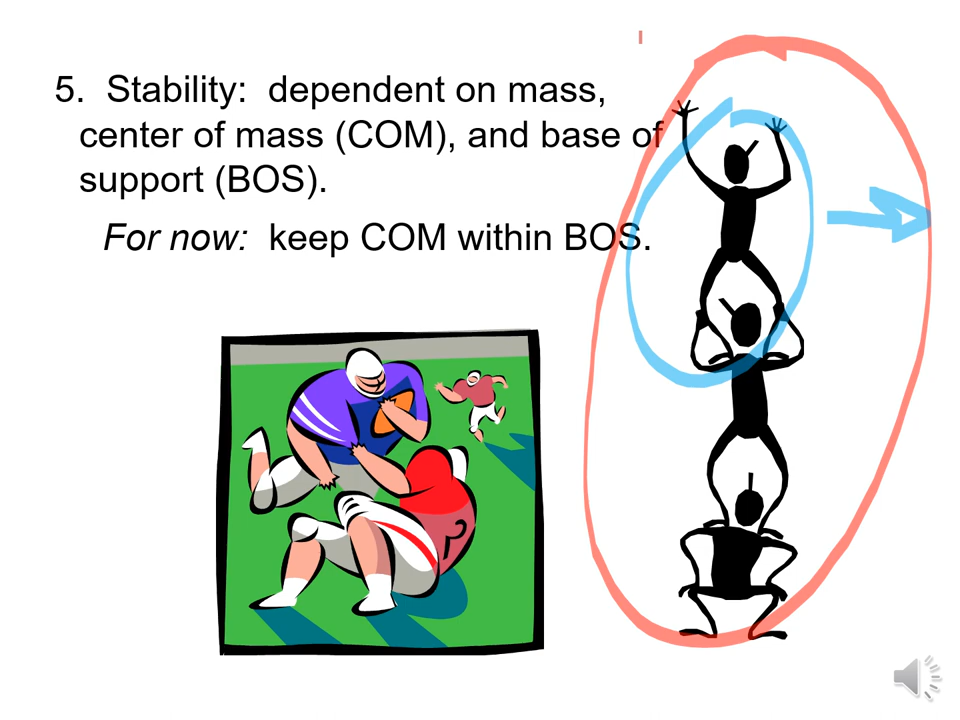 5. Stability: dependent on mass,
center of mass (COM), and base of
support (BOS).
For now: keep COM within BOS.